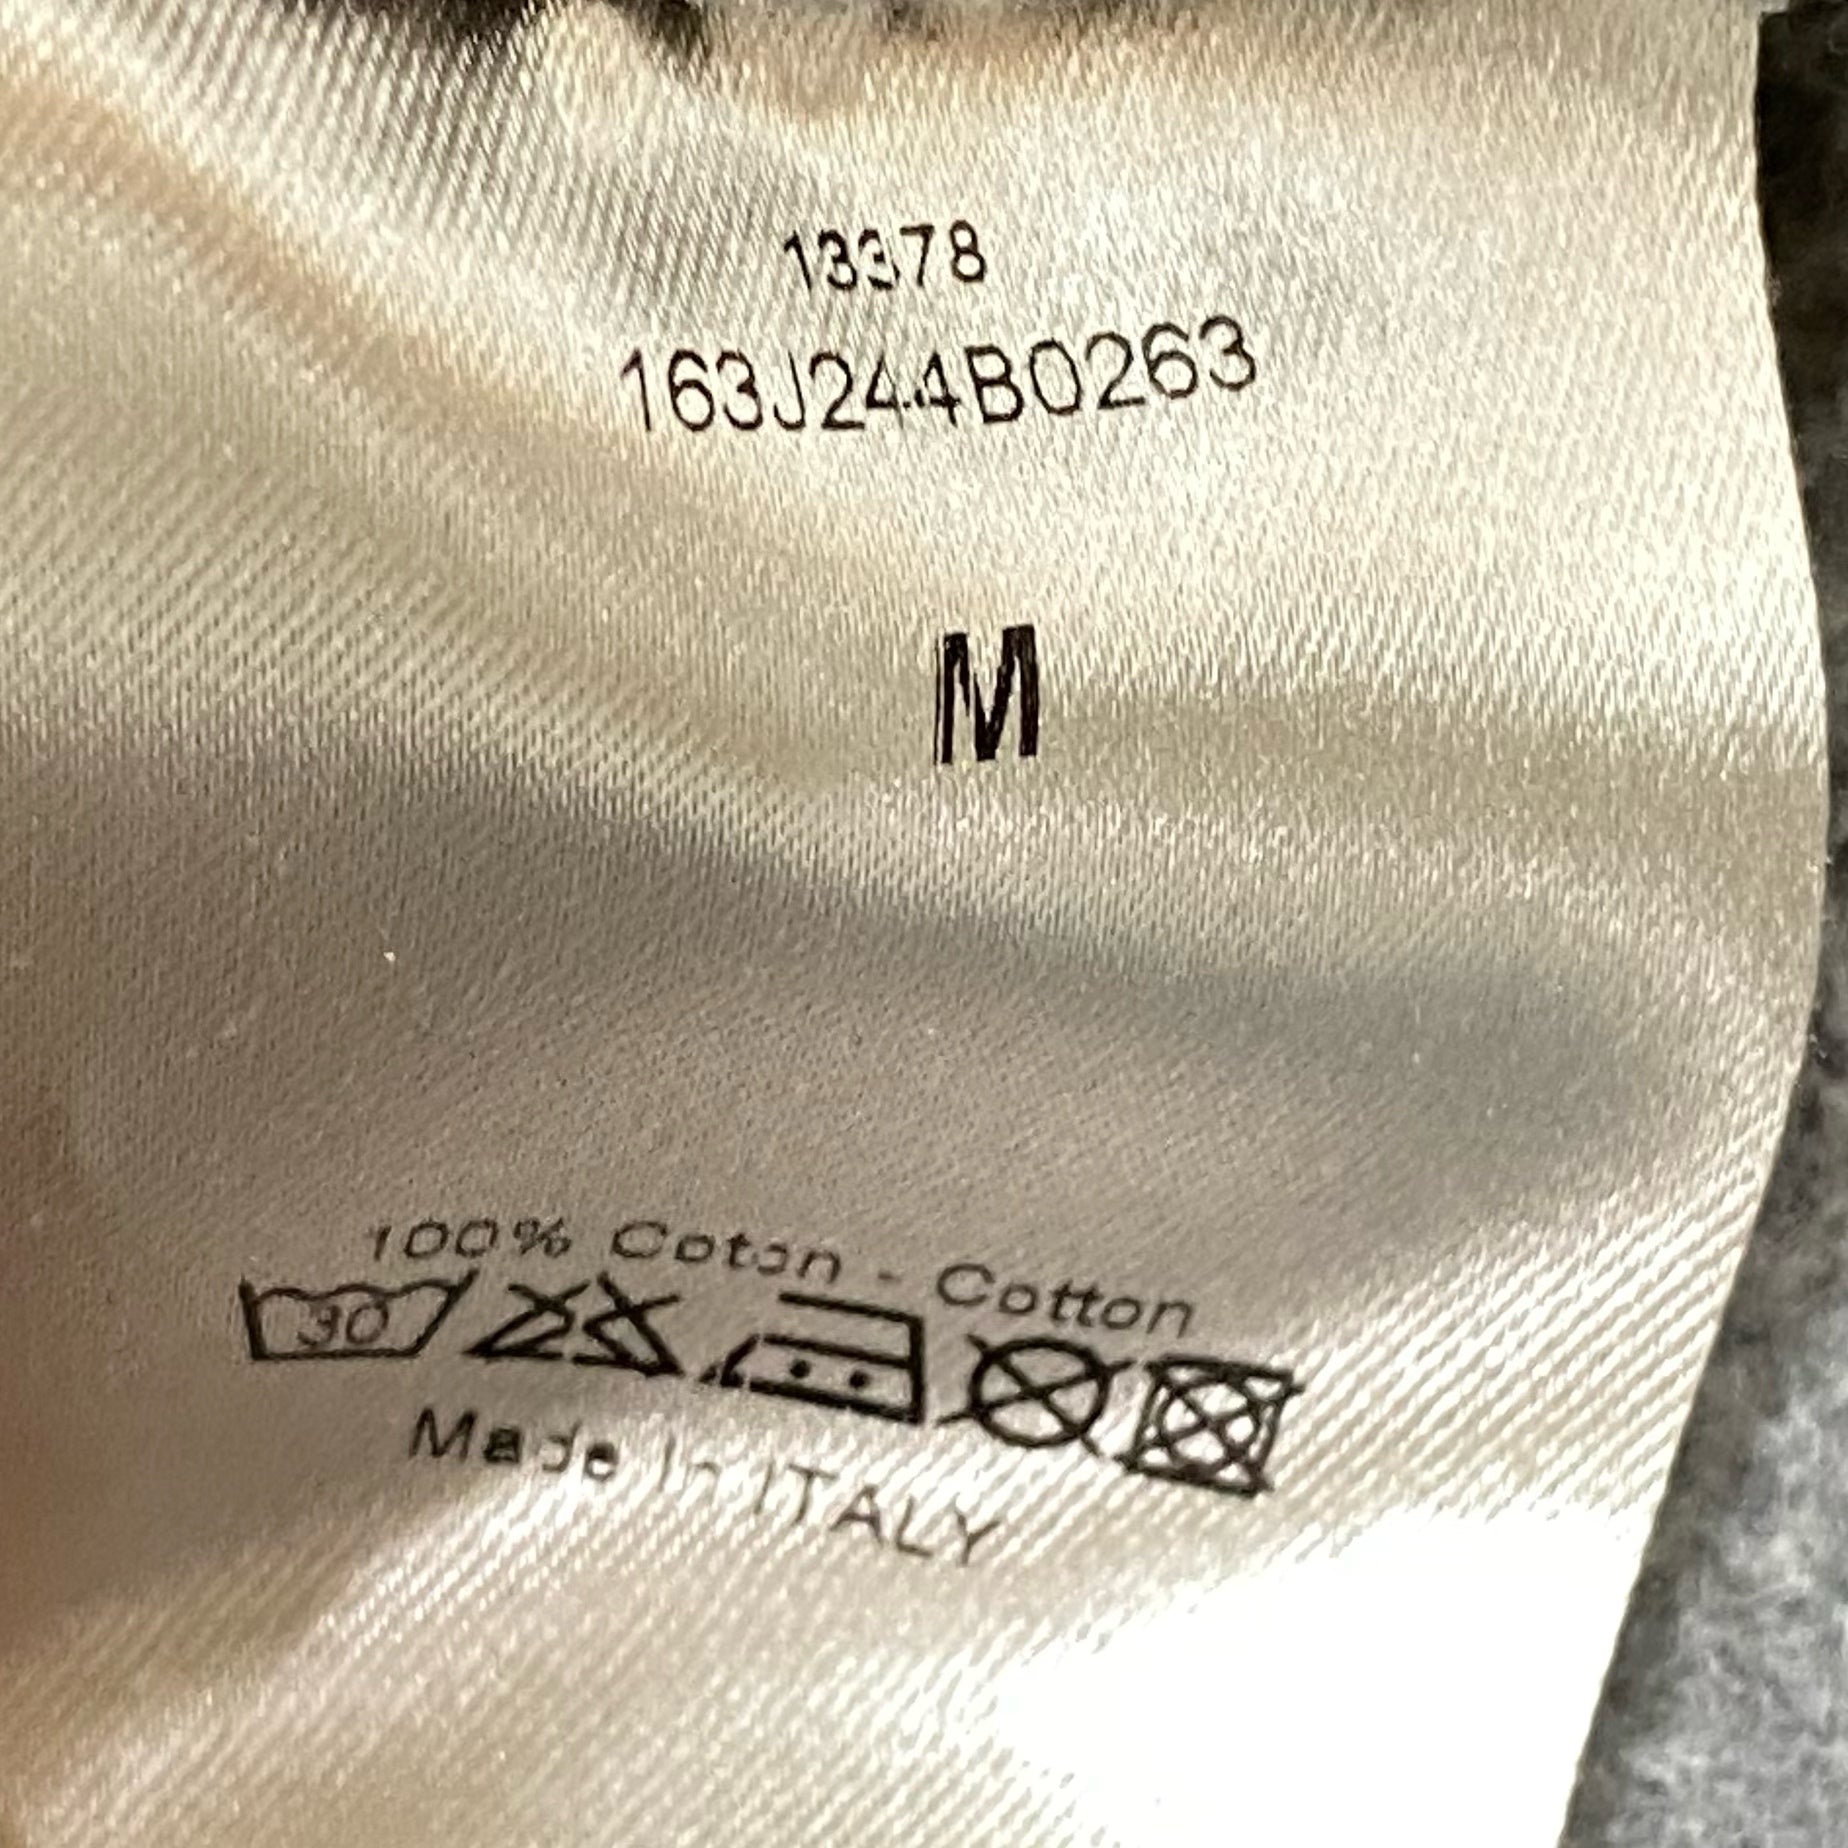 13378
163J244B0263
M
100% Coton - Cotton
30
Made In ITALY